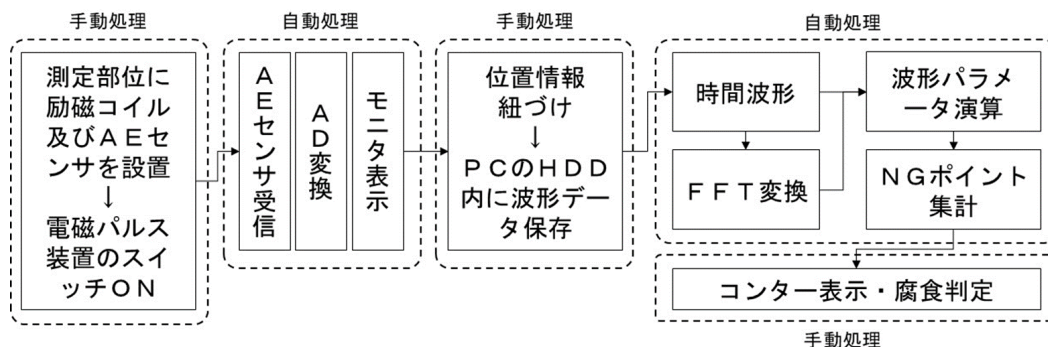 手動処理
測定部位に
励磁コイル
及びＡＥセ
ンサを設置
↓
電磁パルス
装置のスイ
ッチＯＮ
自動処理
ＡＥセンサ受信
ＡＤ変換
モニタ表示
手動処理
位置情報
紐づけ
↓
ＰＣのＨＤＤ
内に波形デー
タ保存
自動処理
時間波形
ＦＦＴ変換
波形パラメ
ータ演算
ＮＧポイント
集計
コンター表示・腐食判定
手動処理